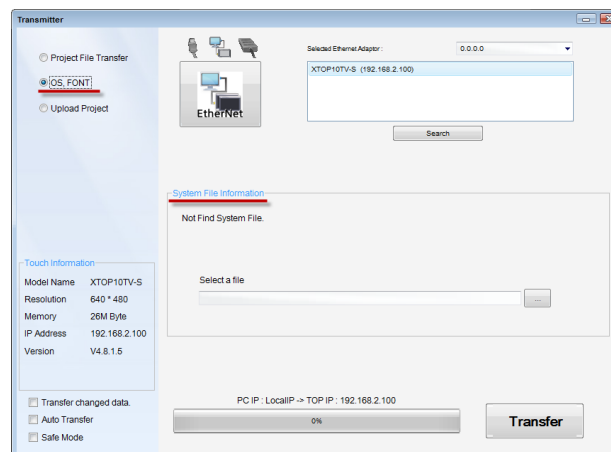 Transmitter
Project File Transfer
OS, FONT
Upload Project
EtherNet
Selected Ethernet Adaptor :
0.0.0.0
XTOP10TV-S (192.168.2.100)
Search
System File Information
Not Find System File.
Select a file
...
Touch Information
Model Name XTOP10TV-S
Resolution 640 * 480
Memory 26M Byte
IP Address 192.168.2.100
Version V4.8.1.5
Transfer changed data.
Auto Transfer
Safe Mode
PC IP : LocalIP -> TOP IP : 192.168.2.100
0%
Transfer